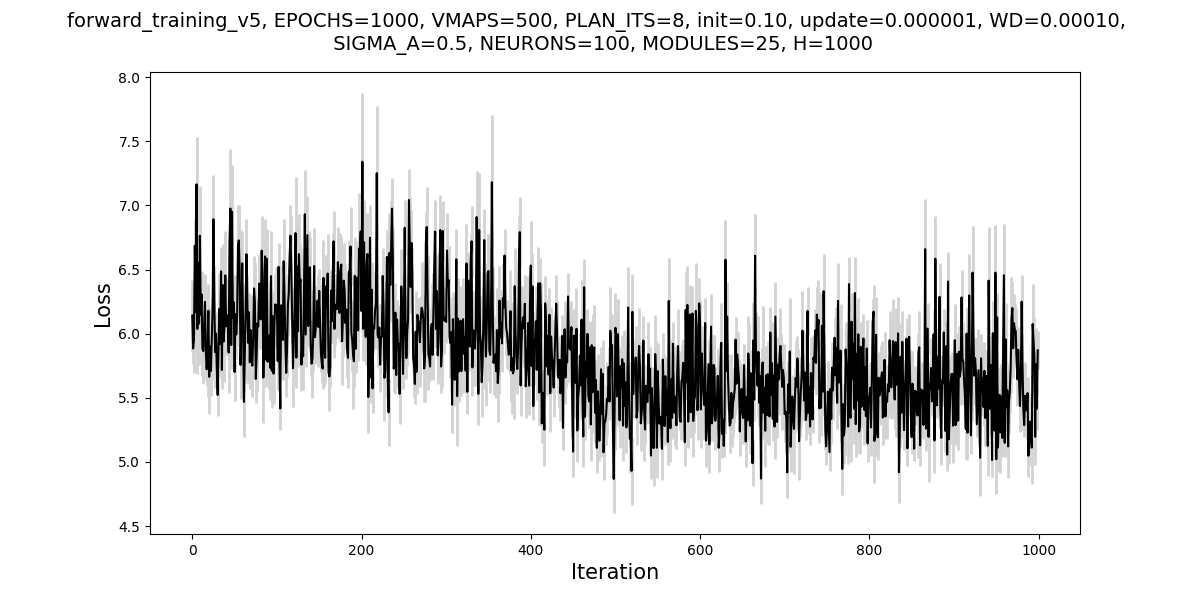 forward_training_v5, EPOCHS=1000, VMAPS=500, PLAN_ITS=8, init=0.10, update=0.000001, WD=0.00010,
SIGMA_A=0.5, NEURONS=100, MODULES=25, H=1000
8.0
7.5
7.0
6.5
6.0
5.5
5.0
4.5
Loss
0 200 400 600 800 1000
Iteration